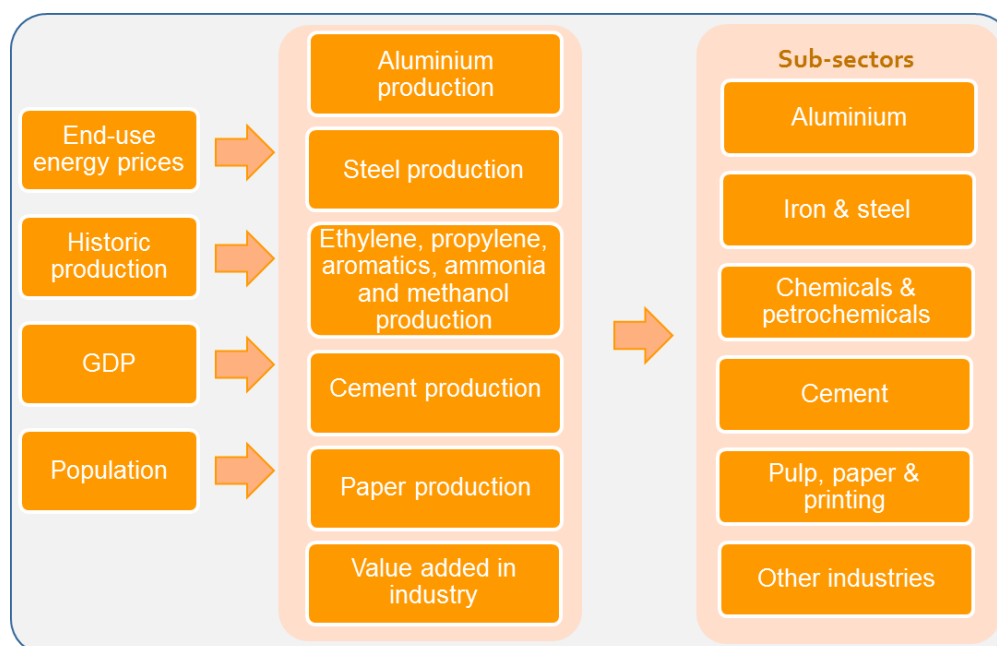 End-use
energy prices
Historic
production
GDP
Population
Aluminium
production
Steel production
Ethylene, propylene,
aromatics, ammonia
and methanol
production
Cement production
Paper production
Value added in
industry
Sub-sectors
Aluminium
Iron & steel
Chemicals &
petrochemicals
Cement
Pulp, paper &
printing
Other industries